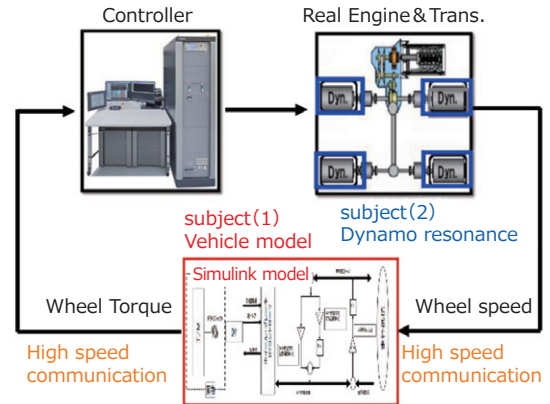 Controller
Real Engine&Trans.
Dyn.
Dyn.
Dyn.
Dyn.
subject(1)
Vehicle model
subject(2)
Dynamo resonance
Simulink model
Wheel Torque
Wheel speed
High speed
communication
High speed
communication